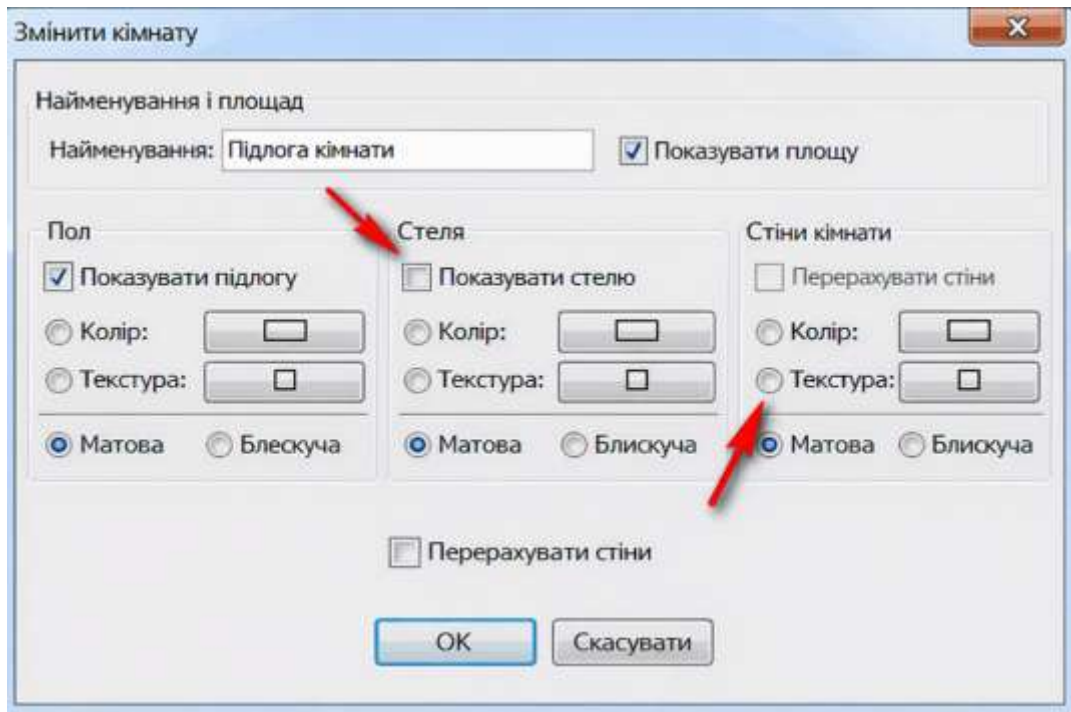 Змінити кімнату
Найменування і площад
Найменування: Підлога кімнати Показувати площу
Пол Стеля Стіни кімнати
Показувати підлогу Показувати стелю Перерахувати стіни
Колір: Колір: Колір:
Текстура: Текстура: Текстура:
Матова Блескуча Матова Блискуча Матова Блискуча
Перерахувати стіни
OK Скасувати